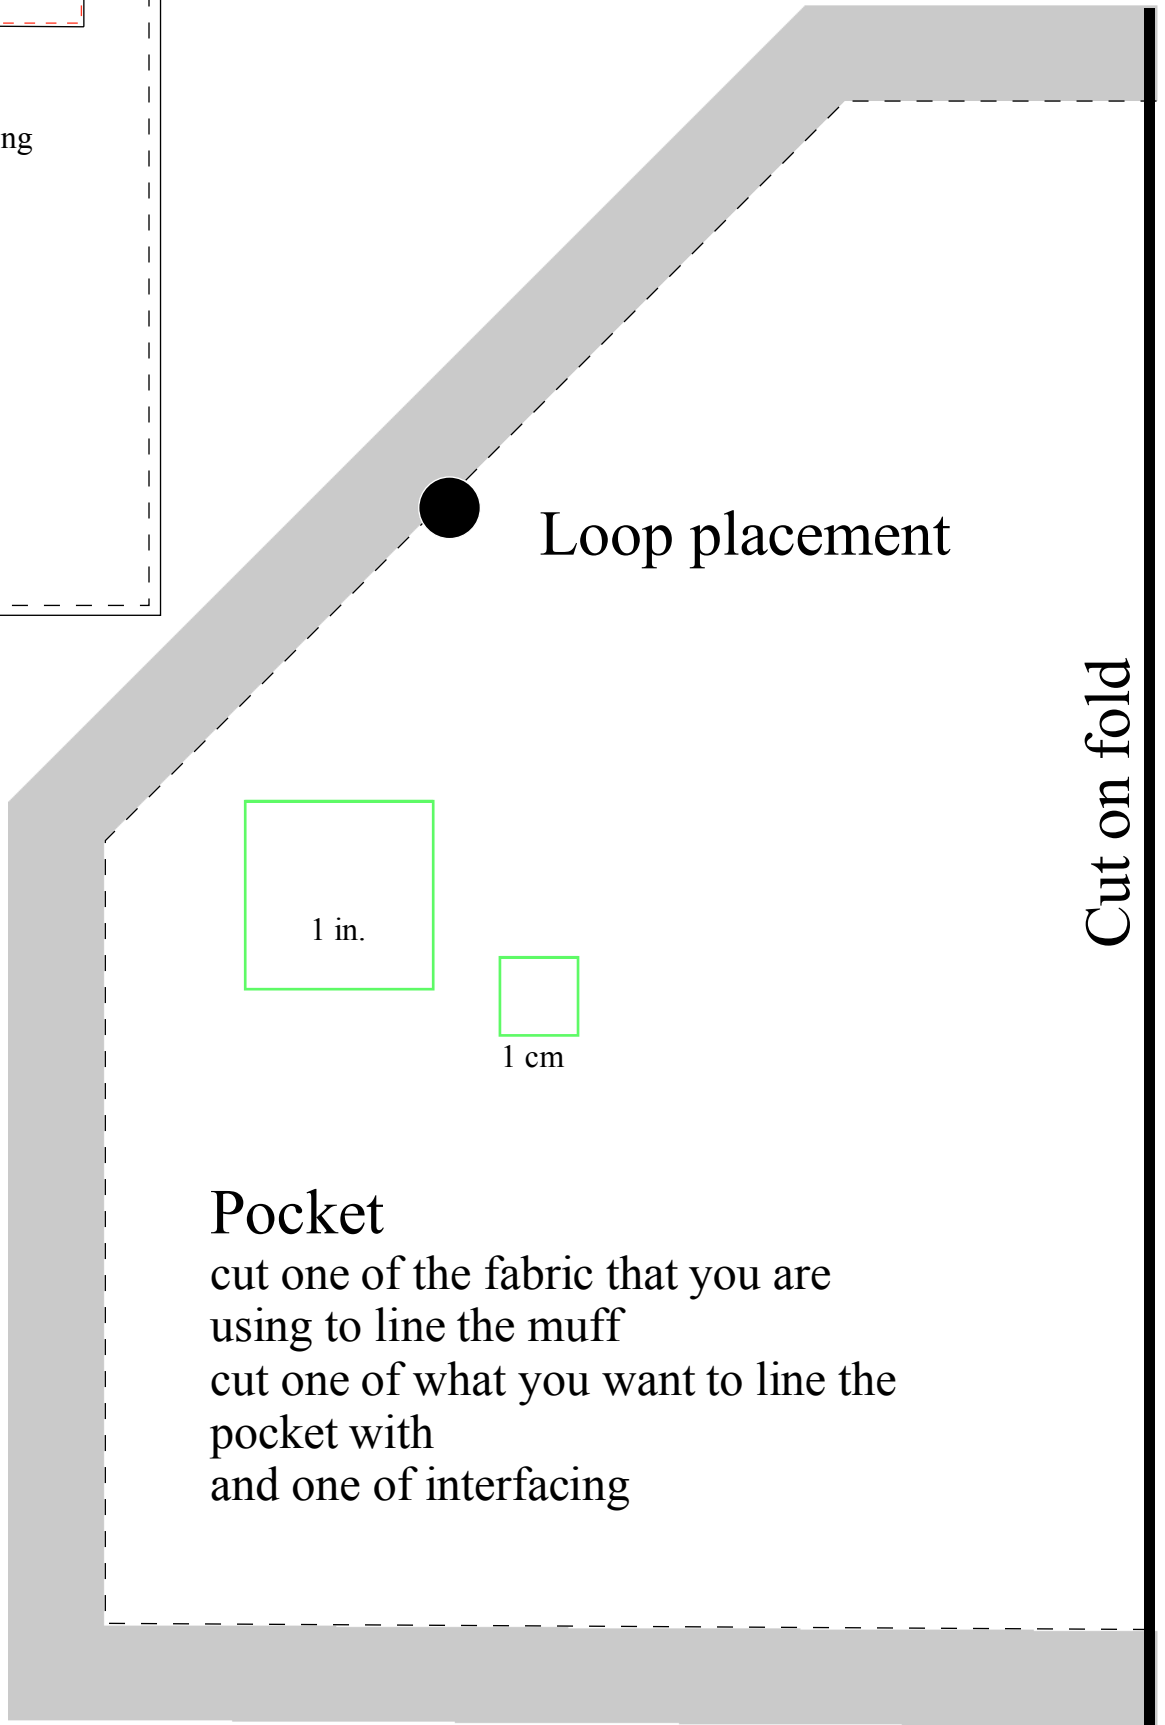 ng
Loop placement
Cut on fold
1 in.
1 cm
Pocket
cut one of the fabric that you are
using to line the muff
cut one of what you want to line the
pocket with
and one of interfacing